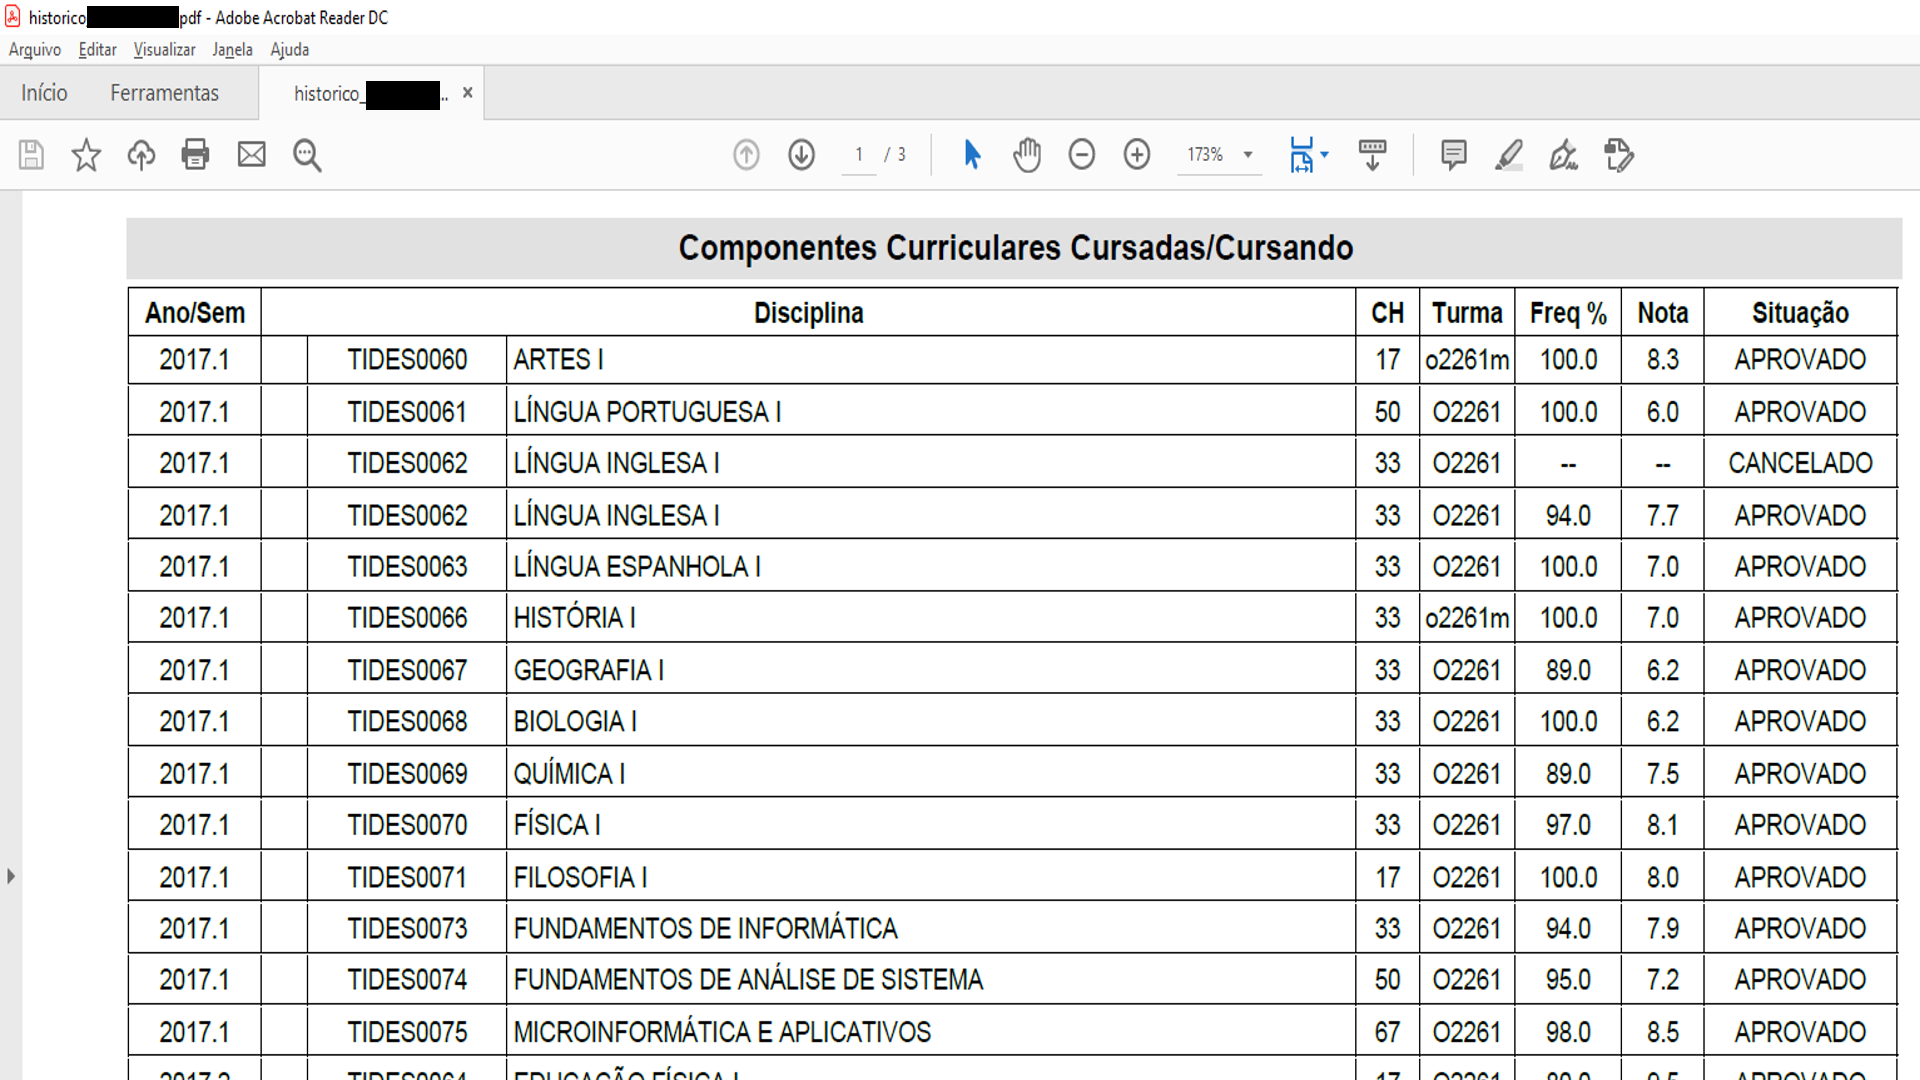 historico pdf - Adobe Acrobat Reader DC
Arquivo Editar Visualizar Janela Ajuda
Início Ferramentas historico_ ..
1 / 3 173%
Componentes Curriculares Cursadas/Cursando
Ano/Sem Disciplina CH Turma Freq % Nota Situação
2017.1 TIDES0060 ARTES I 17 o2261m 100.0 8.3 APROVADO
2017.1 TIDES0061 LÍNGUA PORTUGUESA I 50 O2261 100.0 6.0 APROVADO
2017.1 TIDES0062 LÍNGUA INGLESA I 33 O2261 -- -- CANCELADO
2017.1 TIDES0062 LÍNGUA INGLESA I 33 O2261 94.0 7.7 APROVADO
2017.1 TIDES0063 LÍNGUA ESPANHOLA I 33 O2261 100.0 7.0 APROVADO
2017.1 TIDES0066 HISTÓRIA I 33 o2261m 100.0 7.0 APROVADO
2017.1 TIDES0067 GEOGRAFIA I 33 O2261 89.0 6.2 APROVADO
2017.1 TIDES0068 BIOLOGIA I 33 O2261 100.0 6.2 APROVADO
2017.1 TIDES0069 QUÍMICA I 33 O2261 89.0 7.5 APROVADO
2017.1 TIDES0070 FÍSICA I 33 O2261 97.0 8.1 APROVADO
2017.1 TIDES0071 FILOSOFIA I 17 O2261 100.0 8.0 APROVADO
2017.1 TIDES0073 FUNDAMENTOS DE INFORMÁTICA 33 O2261 94.0 7.9 APROVADO
2017.1 TIDES0074 FUNDAMENTOS DE ANÁLISE DE SISTEMA 50 O2261 95.0 7.2 APROVADO
2017.1 TIDES0075 MICROINFORMÁTICA E APLICATIVOS 67 O2261 98.0 8.5 APROVADO
2017.2 TIDES0064 EDUCAÇÃO FÍSICA I 17 O2261 APROVADO